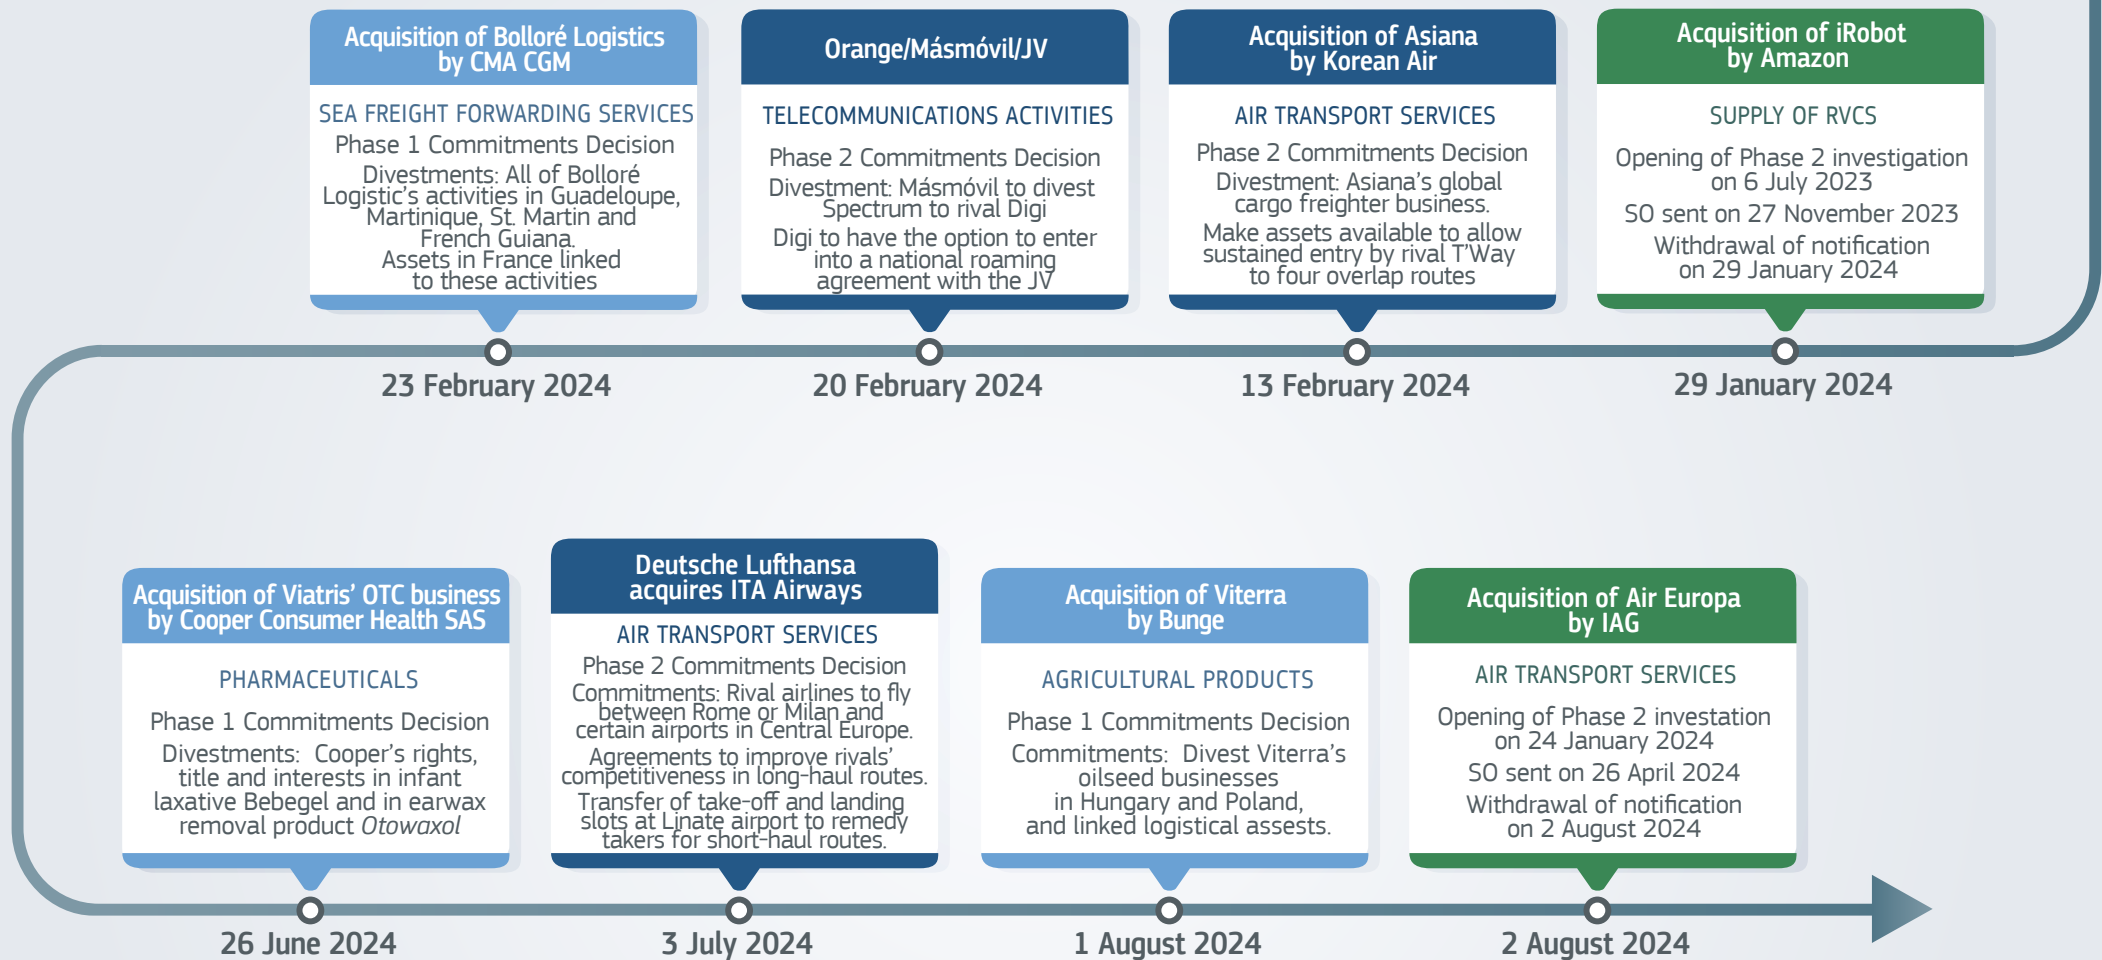 Acquisition of Bolloré Logistics
by CMA CGM
SEA FREIGHT FORWARDING SERVICES
Phase 1 Commitments Decision
Divestments: All of Bolloré
Logistic's activities in Guadeloupe,
Martinique, St. Martin and
French Guiana.
Assets in France linked
to these activities
23 February 2024
Orange/Másmóvil/JV
TELECOMMUNICATIONS ACTIVITIES
Phase 2 Commitments Decision
Divestment: Másmóvil to divest
Spectrum to rival Digi
Digi to have the option to enter
into a national roaming
agreement with the JV
20 February 2024
Acquisition of Asiana
by Korean Air
AIR TRANSPORT SERVICES
Phase 2 Commitments Decision
Divestment: Asiana's global
cargo freighter business.
Make assets available to allow
sustained entry by rival T'Way
to four overlap routes
13 February 2024
Acquisition of iRobot
by Amazon
SUPPLY OF RVCS
Opening of Phase 2 investigation
on 6 July 2023
SO sent on 27 November 2023
Withdrawal of notification
on 29 January 2024
29 January 2024
Acquisition of Viatris' OTC business
by Cooper Consumer Health SAS
PHARMACEUTICALS
Phase 1 Commitments Decision
Divestments: Cooper's rights,
title and interests in infant
laxative Bebegel and in earwax
removal product Otowaxol
26 June 2024
Deutsche Lufthansa
acquires ITA Airways
AIR TRANSPORT SERVICES
Phase 2 Commitments Decision
Commitments: Rival airlines to fly
between Rome or Milan and
certain airports in Central Europe.
Agreements to improve rivals'
competitiveness in long-haul routes.
Transfer of take-off and landing
slots at Linate airport to remedy
takers for short-haul routes.
3 July 2024
Acquisition of Viterra
by Bunge
AGRICULTURAL PRODUCTS
Phase 1 Commitments Decision
Commitments: Divest Viterra's
oilseed businesses
in Hungary and Poland,
and linked logistical assests.
1 August 2024
Acquisition of Air Europa
by IAG
AIR TRANSPORT SERVICES
Opening of Phase 2 investation
on 24 January 2024
SO sent on 26 April 2024
Withdrawal of notification
on 2 August 2024
2 August 2024